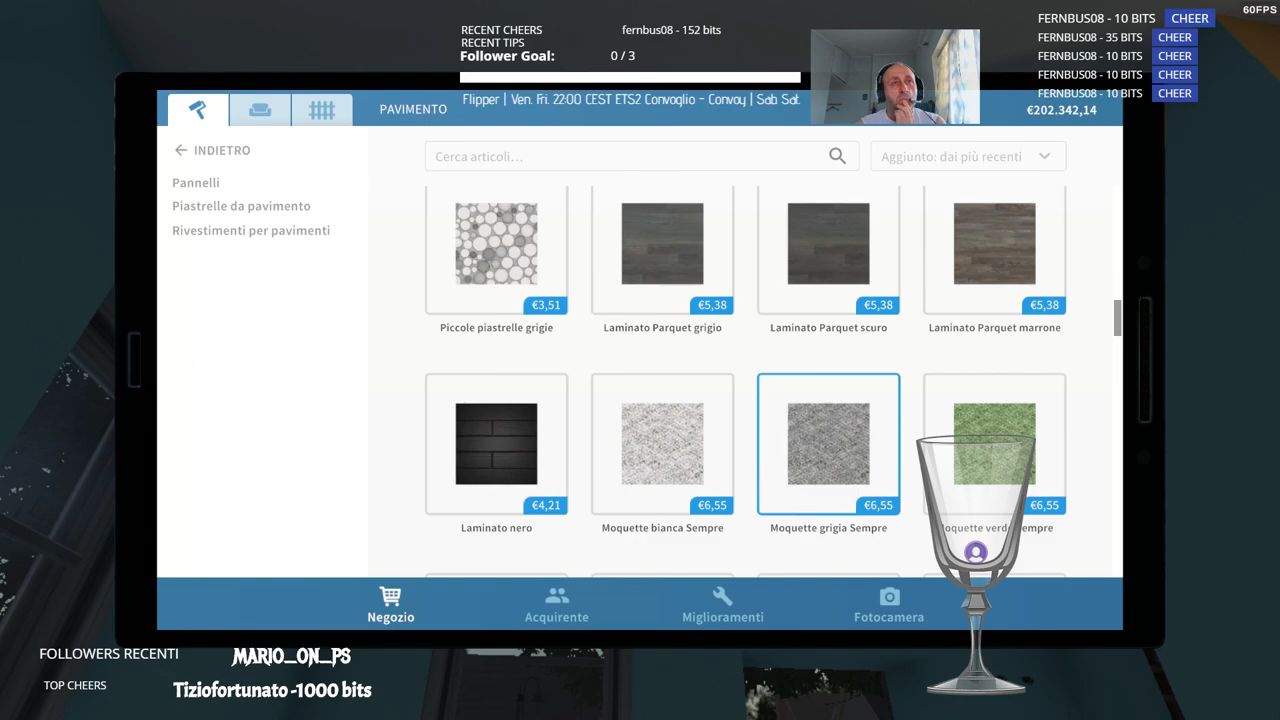 60FPS
RECENT CHEERS fernbus08 - 152 bits
RECENT TIPS
Follower Goal: 0 / 3
FERNBUS08 - 10 BITS CHEER
FERNBUS08 - 35 BITS CHEER
FERNBUS08 - 10 BITS CHEER
FERNBUS08 - 10 BITS CHEER
FERNBUS08 - 10 BITS CHEER
PAVIMENTO
Flipper | Ven. Fri. 22:00 CEST ETS2 Convoglio - Convoy | Sab Sat.
€202.342,14
INDIETRO
Pannelli
Piastrelle da pavimento
Rivestimenti per pavimenti
Cerca articoli...
Aggiunto: dai più recenti
€3,51 €5,38 €5,38 €5,38
Piccole piastrelle grigie Laminato Parquet grigio Laminato Parquet scuro Laminato Parquet marrone
€4,21 €6,55 €6,55 €6,55
Laminato nero Moquette bianca Sempre Moquette grigia Sempre Moquette verde Sempre
Negozio Acquirente Miglioramenti Fotocamera
FOLLOWERS RECENTI MARIO_ON_PS
TOP CHEERS Tiziofortunato -1000 bits